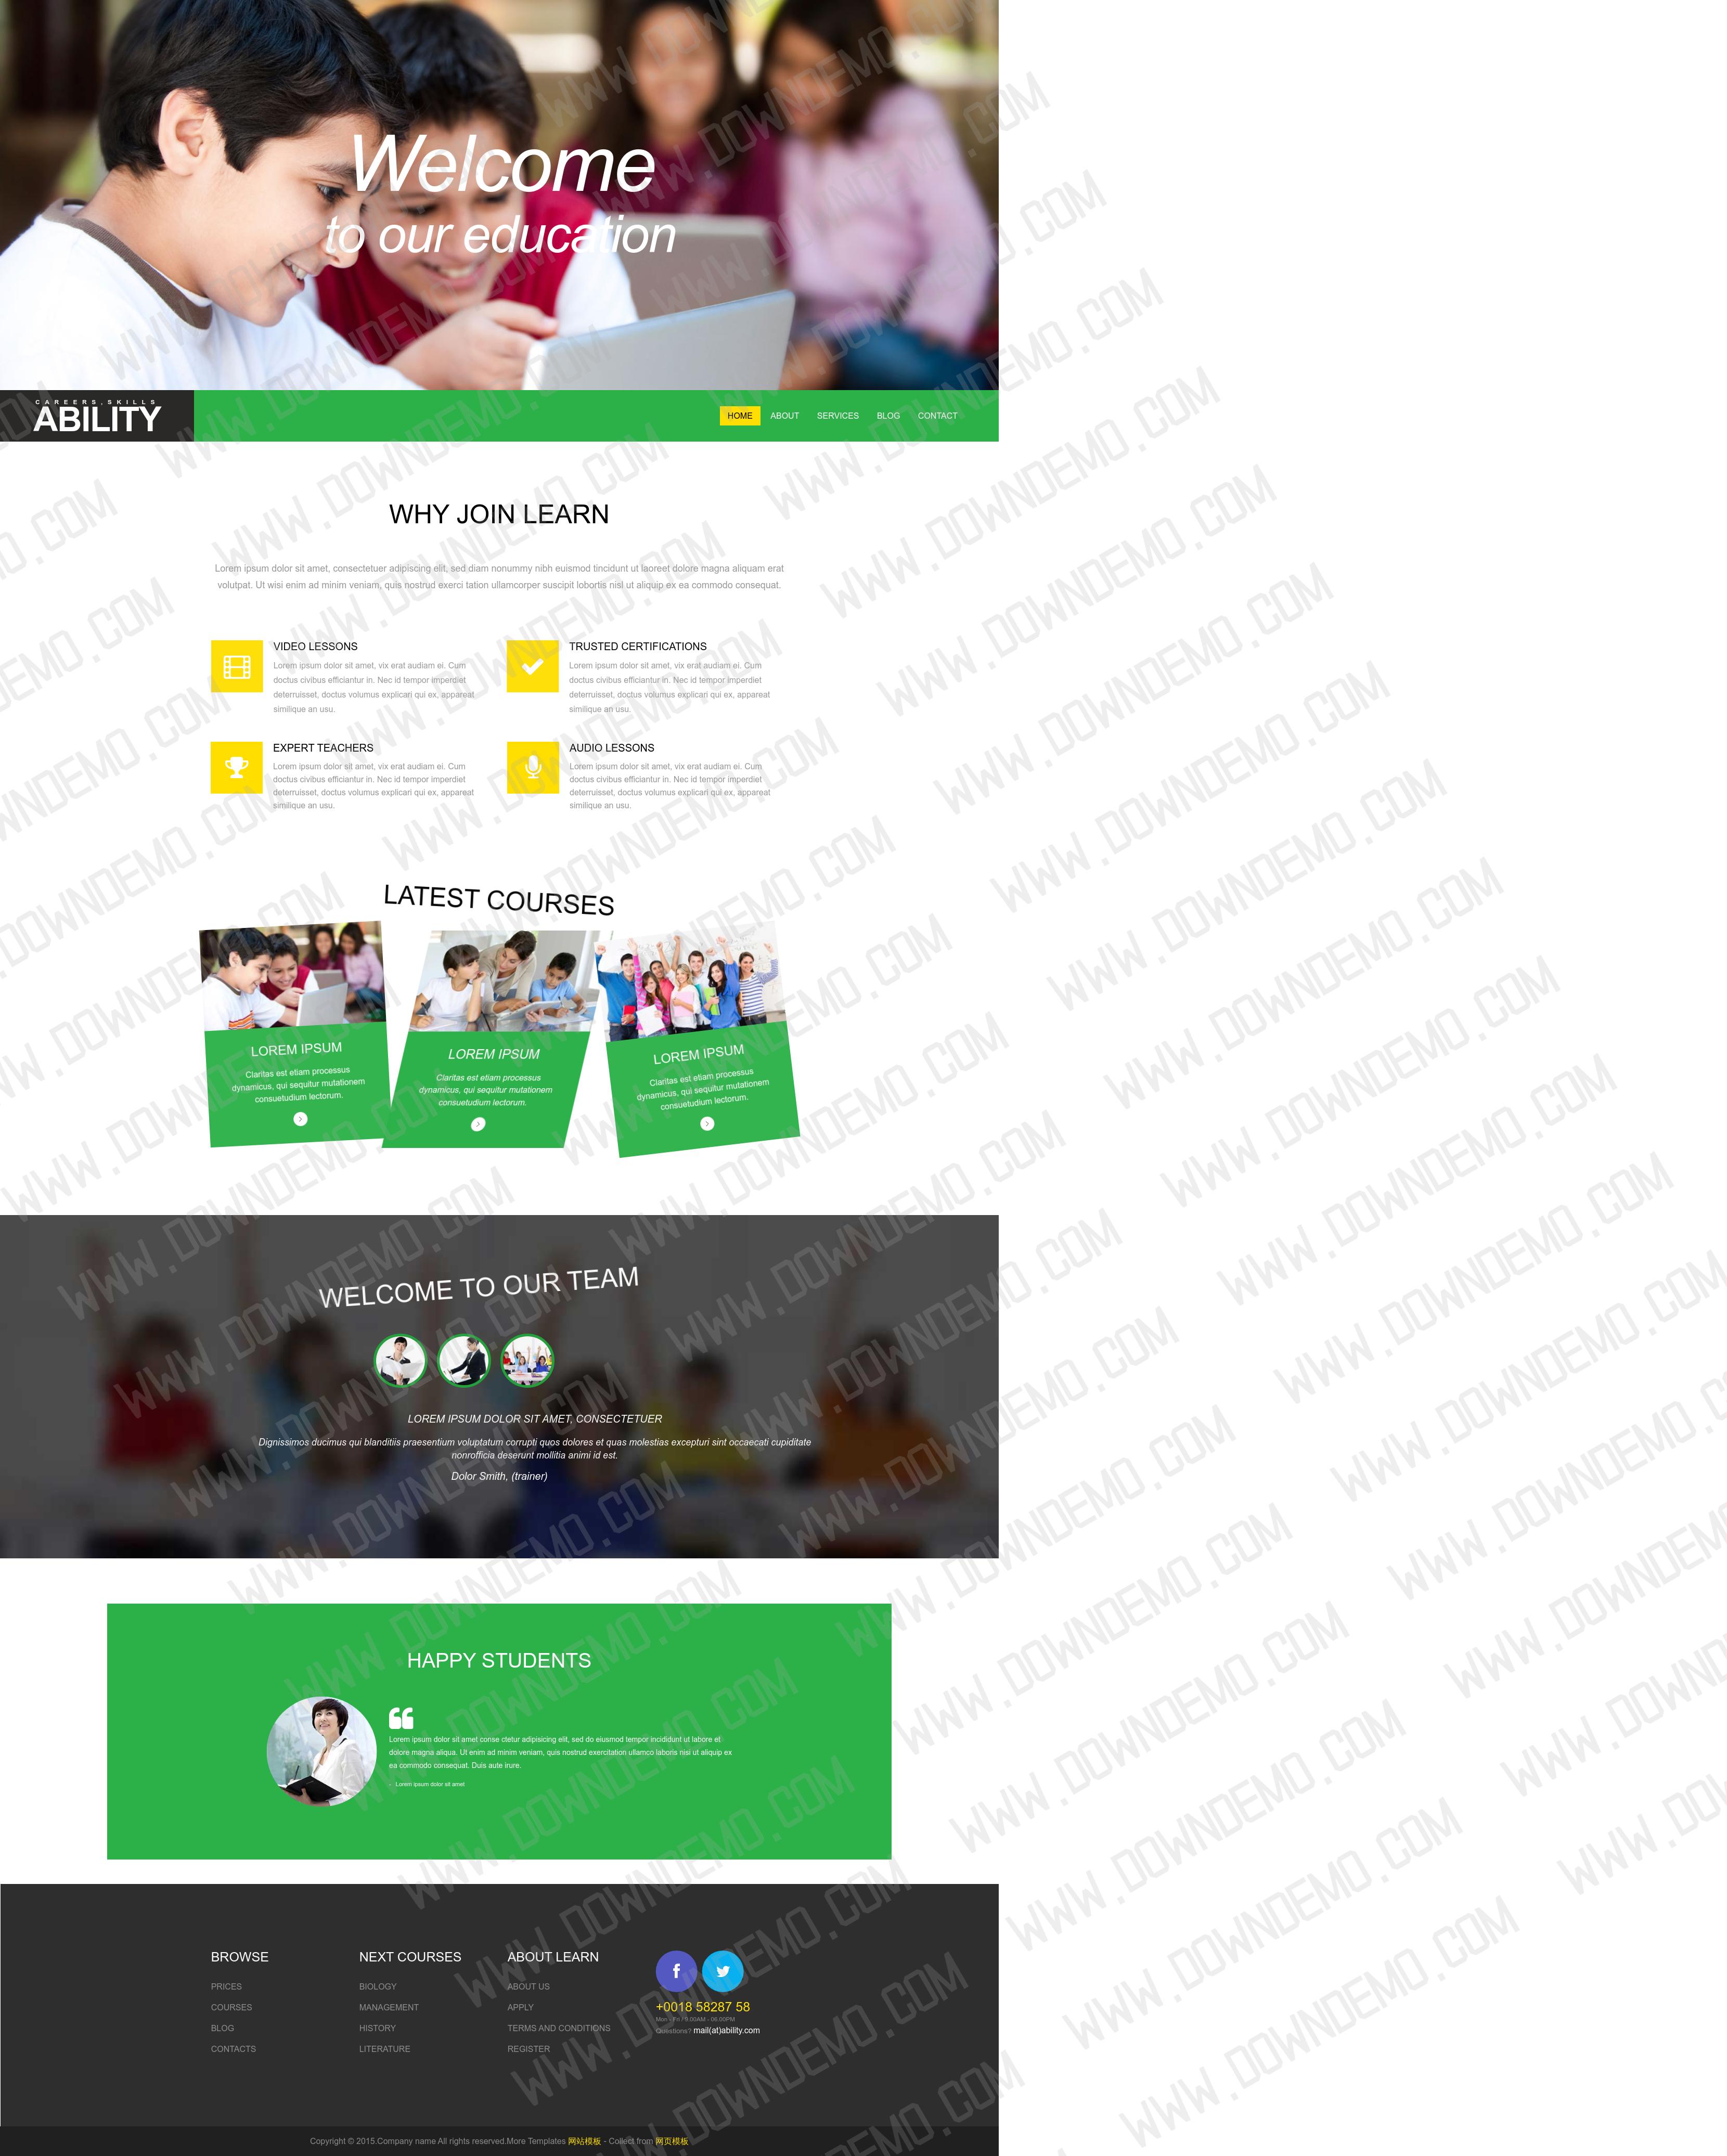 Welcome
to our education
CAREERS.SKILLS
ABILITY
HOME ABOUT SERVICES BLOG CONTACT
WHY JOIN LEARN
Lorem ipsum dolor sit amet, consectetuer adipiscing elit, sed diam nonummy nibh euismod tincidunt ut laoreet dolore magna aliquam erat
volutpat. Ut wisi enim ad minim veniam, quis nostrud exerci tation ullamcorper suscipit lobortis nisl ut aliquip ex ea commodo consequat.
VIDEO LESSONS
Lorem ipsum dolor sit amet, vix erat audiam ei. Cum
doctus civibus efficiantur in. Nec id tempor imperdiet
deterruisset, doctus volumus explicari qui ex, appareat
similique an usu.
TRUSTED CERTIFICATIONS
Lorem ipsum dolor sit amet, vix erat audiam ei. Cum
doctus civibus efficiantur in. Nec id tempor imperdiet
deterruisset, doctus volumus explicari qui ex, appareat
similique an usu.
EXPERT TEACHERS
Lorem ipsum dolor sit amet, vix erat audiam ei. Cum
doctus civibus efficiantur in. Nec id tempor imperdiet
deterruisset, doctus volumus explicari qui ex, appareat
similique an usu.
AUDIO LESSONS
Lorem ipsum dolor sit amet, vix erat audiam ei. Cum
doctus civibus efficiantur in. Nec id tempor imperdiet
deterruisset, doctus volumus explicari qui ex, appareat
similique an usu.
LATEST COURSES
LOREM IPSUM
Claritas est etiam processus
dynamicus, qui sequitur mutationem
consuetudium lectorum.
LOREM IPSUM
Claritas est etiam processus
dynamicus, qui sequitur mutationem
consuetudium lectorum.
LOREM IPSUM
Claritas est etiam processus
dynamicus, qui sequitur mutationem
consuetudium lectorum.
WELCOME TO OUR TEAM
LOREM IPSUM DOLOR SIT AMET, CONSECTETUER
Dignissimos ducimus qui blanditiis praesentium voluptatum corrupti quos dolores et quas molestias excepturi sint occaecati cupiditate
nonrofficia deserunt mollitia animi id est.
Dolor Smith, (trainer)
HAPPY STUDENTS
Lorem ipsum dolor sit amet conse ctetur adipisicing elit, sed do eiusmod tempor incididunt ut labore et
dolore magna aliqua. Ut enim ad minim veniam, quis nostrud exercitation ullamco laboris nisi ut aliquip ex
ea commodo consequat. Duis aute irure.
- Lorem ipsum dolor sit amet
BROWSE
PRICES
COURSES
BLOG
CONTACTS
NEXT COURSES
BIOLOGY
MANAGEMENT
HISTORY
LITERATURE
ABOUT LEARN
ABOUT US
APPLY
TERMS AND CONDITIONS
REGISTER
+0018 58287 58
Mon - Fri / 9.00AM - 06.00PM
Questions? mail(at)ability.com
Copyright © 2015.Company name All rights reserved.More Templates 网站模板 - Collect from 网页模板
WWW.DOWNDEMO.COM